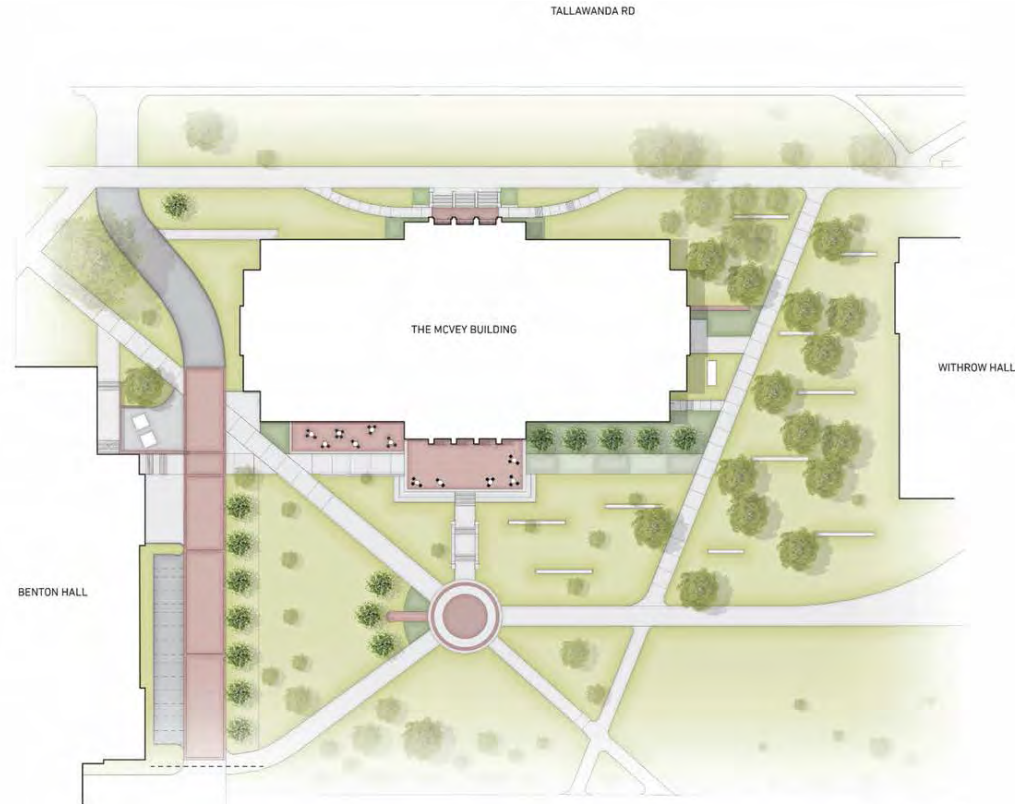 TALLAWANDA RD
THE MCVEY BUILDING
WITHROW HALL
BENTON HALL